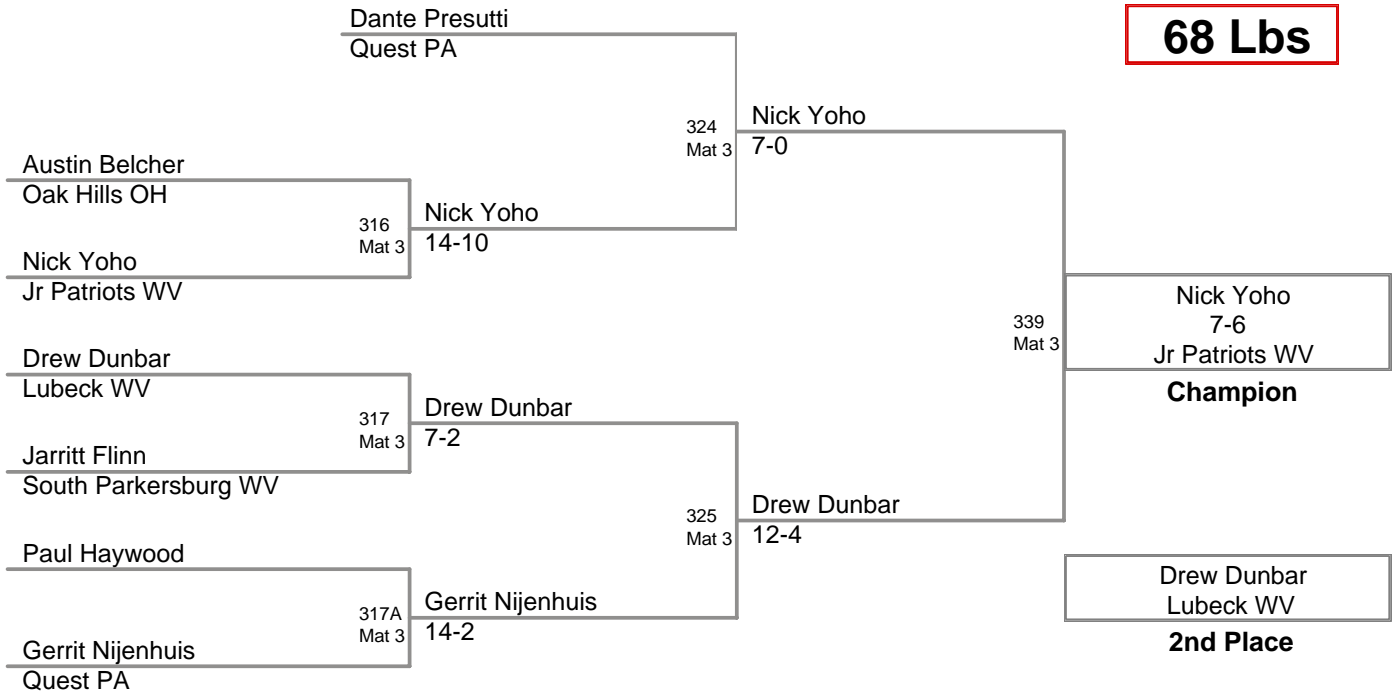 Dante Presutti
Quest PA
68 Lbs
324
Mat 3
Nick Yoho
7-0
Austin Belcher
Oak Hills OH
316
Mat 3
Nick Yoho
14-10
Nick Yoho
Jr Patriots WV
339
Mat 3
Nick Yoho
7-6
Jr Patriots WV
Champion
Drew Dunbar
Lubeck WV
317
Mat 3
Drew Dunbar
7-2
Jarritt Flinn
South Parkersburg WV
325
Mat 3
Drew Dunbar
12-4
Paul Haywood
317A
Mat 3
Gerrit Nijenhuis
14-2
Gerrit Nijenhuis
Quest PA
Drew Dunbar
Lubeck WV
2nd Place